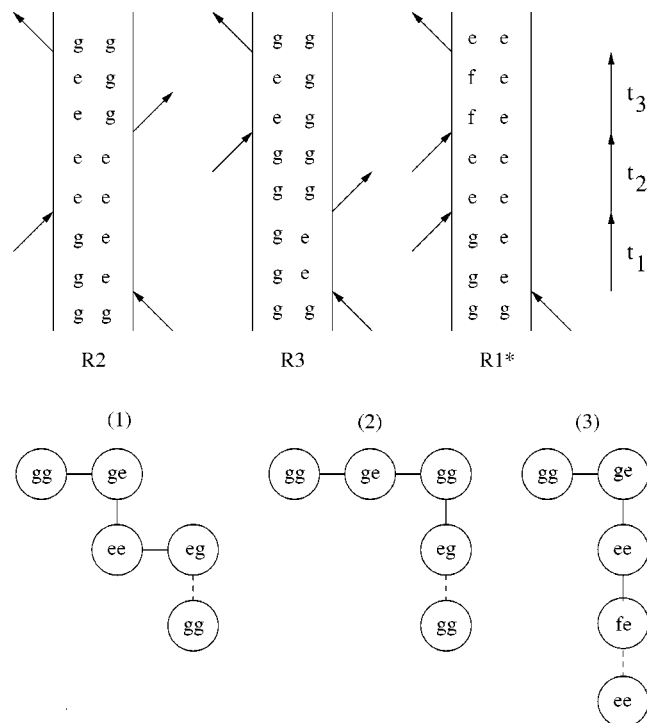 g g g g e e
e g e g f e
e g e g f e
t3
e e g g e e
t2
e e g g e e
g e g e g e
t1
g e g e g e
g g g g g g
R2 R3 R1*
(1) (2) (3)
gg ge gg ge gg gg ge
ee eg eg ee
gg gg fe
ee